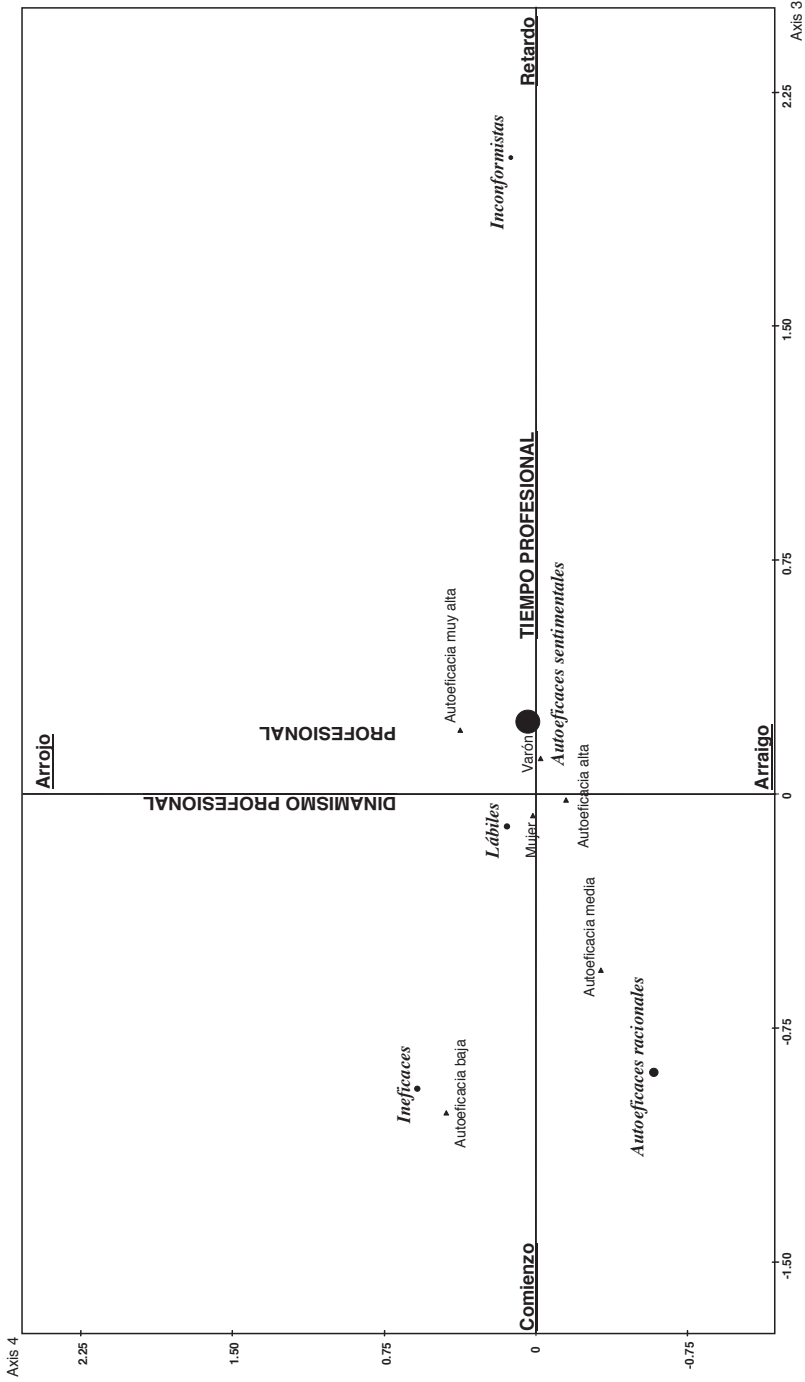 Axis 4
Arrojo
2.25
1.50
DINAMISMO PROFESIONAL
PROFESIONAL
0.75
Autoeficacia muy alta
Ineficaces
Autoeficacia baja
Lábiles
Inconformistas
Comienzo
Mujer
Varón
TIEMPO PROFESIONAL
Retardo
0
Autoeficaces sentimentales
Autoeficacia alta
Autoeficacia media
Autoeficaces racionales
-0.75
Arraigo
-1.50
-0.75
0
0.75
1.50
2.25
Axis 3